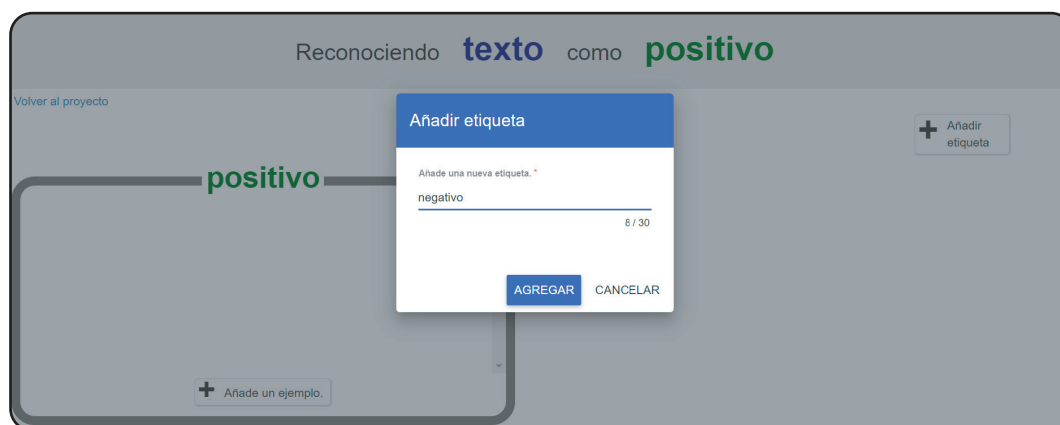 Reconociendo texto como positivo
Volver al proyecto
Añadir etiqueta
Añadir
etiqueta
positivo
Añade una nueva etiqueta. *
negativo
8 / 30
AGREGAR CANCELAR
Añade un ejemplo.